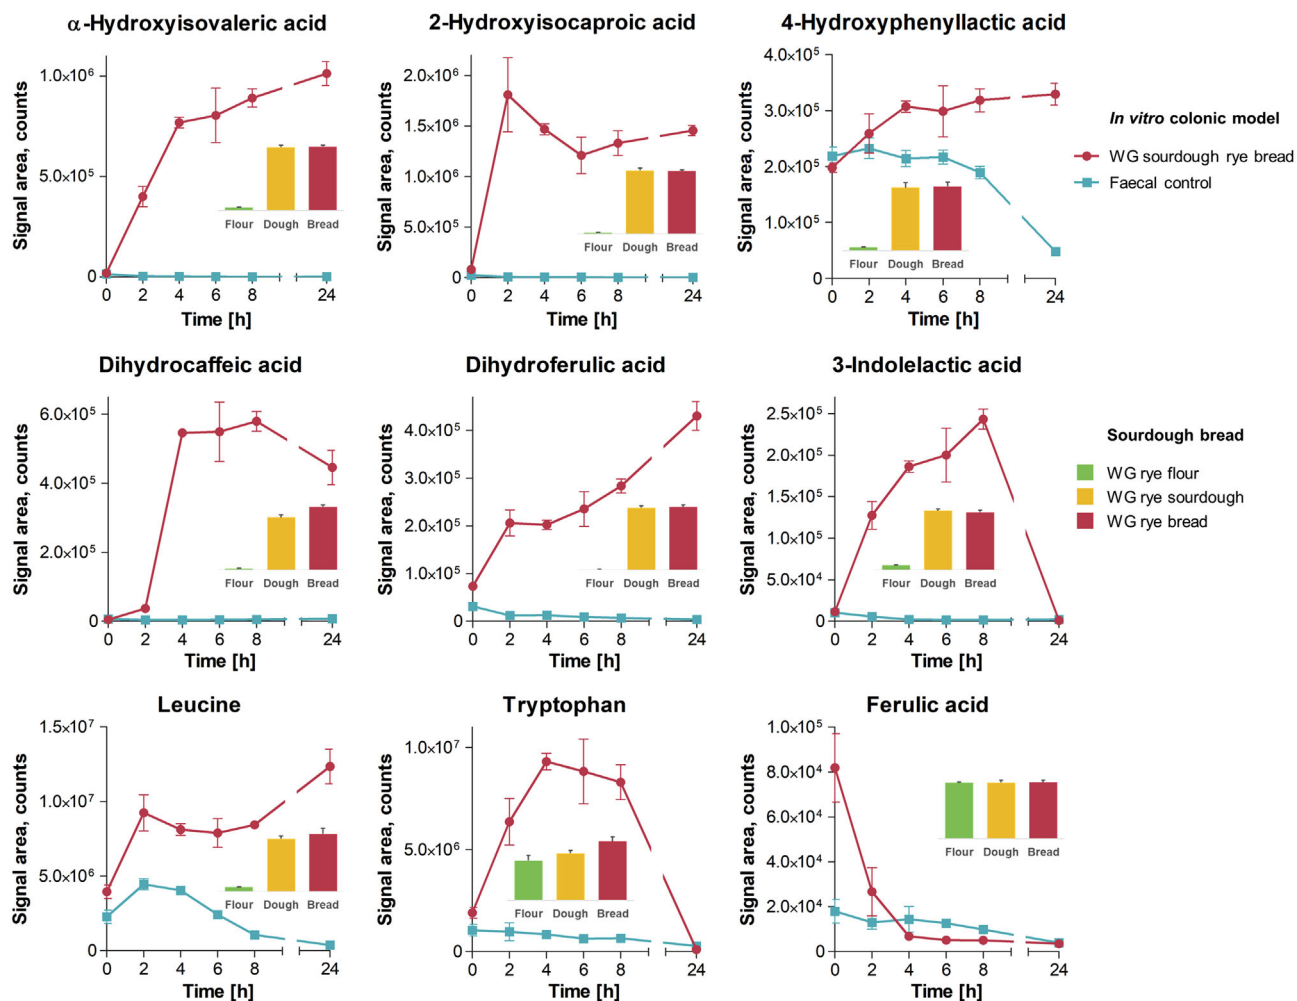 α-Hydroxyisovaleric acid
Signal area, counts
1.0×10⁶
5.0×10⁵
0
Flour Dough Bread
0 2 4 6 8 24
Time [h]
2-Hydroxyisocaproic acid
Signal area, counts
2.0×10⁶
1.5×10⁶
1.0×10⁶
5.0×10⁵
0
Flour Dough Bread
0 2 4 6 8 24
Time [h]
4-Hydroxyphenyllactic acid
Signal area, counts
4.0×10⁵
3.0×10⁵
2.0×10⁵
1.0×10⁵
0
Flour Dough Bread
0 2 4 6 8 24
Time [h]
In vitro colonic model
WG sourdough rye bread
Faecal control
Dihydrocaffeic acid
Signal area, counts
6.0×10⁵
4.0×10⁵
2.0×10⁵
0
Flour Dough Bread
0 2 4 6 8 24
Time [h]
Dihydroferulic acid
Signal area, counts
4.0×10⁵
3.0×10⁵
2.0×10⁵
1.0×10⁵
0
Flour Dough Bread
0 2 4 6 8 24
Time [h]
3-Indolelactic acid
Signal area, counts
2.5×10⁵
2.0×10⁵
1.5×10⁵
1.0×10⁵
5.0×10⁴
0
Flour Dough Bread
0 2 4 6 8 24
Time [h]
Sourdough bread
WG rye flour
WG rye sourdough
WG rye bread
Leucine
Signal area, counts
1.5×10⁷
1.0×10⁷
5.0×10⁶
0
Flour Dough Bread
0 2 4 6 8 24
Time [h]
Tryptophan
Signal area, counts
1.0×10⁷
5.0×10⁶
0
Flour Dough Bread
0 2 4 6 8 24
Time [h]
Ferulic acid
Signal area, counts
1.0×10⁵
8.0×10⁴
6.0×10⁴
4.0×10⁴
2.0×10⁴
0
Flour Dough Bread
0 2 4 6 8 24
Time [h]